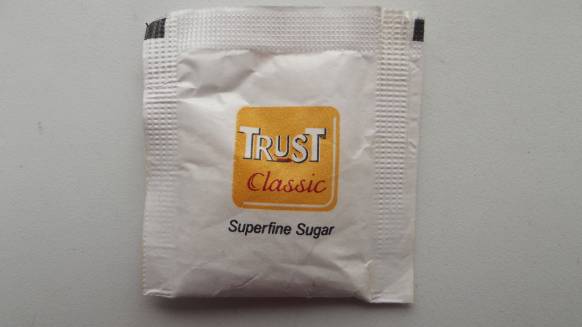 TRUST
Classic
Superfine Sugar